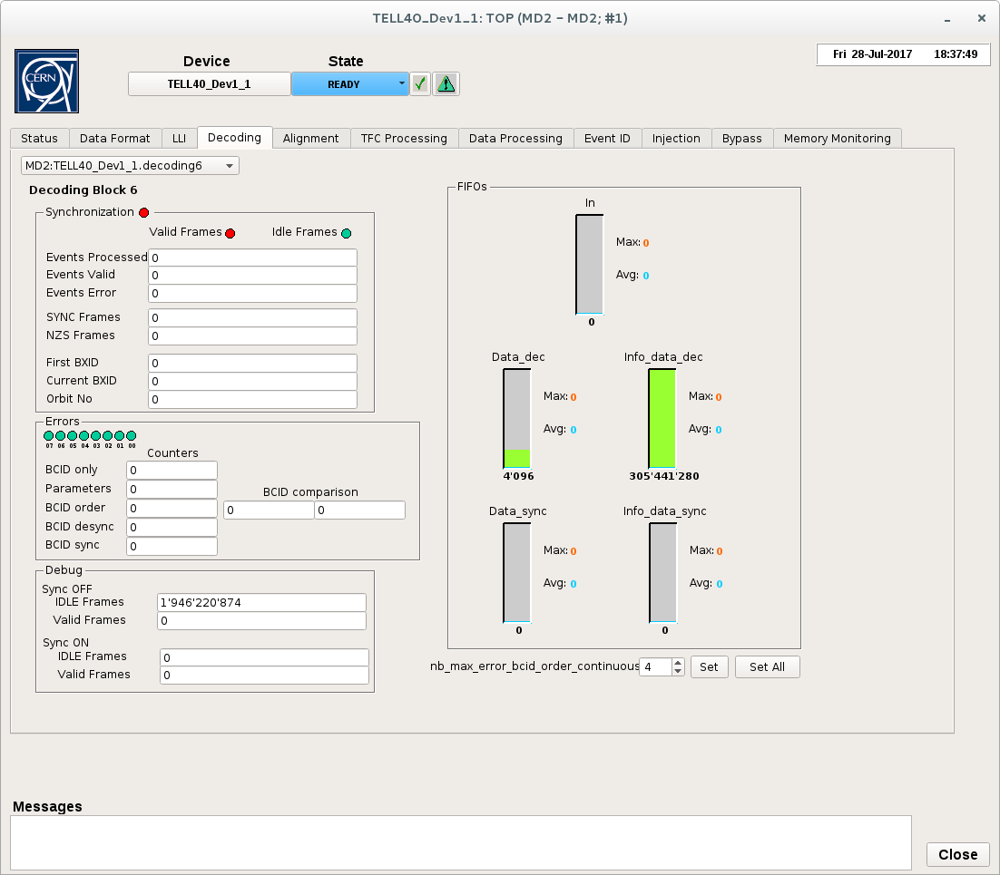 TELL40_Dev1_1: TOP (MD2 - MD2; #1)
Fri 28-Jul-2017 18:37:49
CERN
Device State
TELL40_Dev1_1 READY
Status Data Format LLI Decoding Alignment TFC Processing Data Processing Event ID Injection Bypass Memory Monitoring
MD2:TELL40_Dev1_1.decoding6
Decoding Block 6
Synchronization
Valid Frames Idle Frames
Events Processed 0
Events Valid 0
Events Error 0
SYNC Frames 0
NZS Frames 0
First BXID 0
Current BXID 0
Orbit No 0
Errors
07 06 05 04 03 02 01 00
Counters
BCID only 0
Parameters 0
BCID order 0
BCID desync 0
BCID sync 0
BCID comparison
0 0
Debug
Sync OFF
IDLE Frames 1'946'220'874
Valid Frames 0
Sync ON
IDLE Frames 0
Valid Frames 0
FIFOs
In
Max: 0
Avg: 0
0
Data_dec
Max: 0
Avg: 0
4'096
Info_data_dec
Max: 0
Avg: 0
305'441'280
Data_sync
Max: 0
Avg: 0
0
Info_data_sync
Max: 0
Avg: 0
0
nb_max_error_bcid_order_continuous 4 Set Set All
Messages
Close